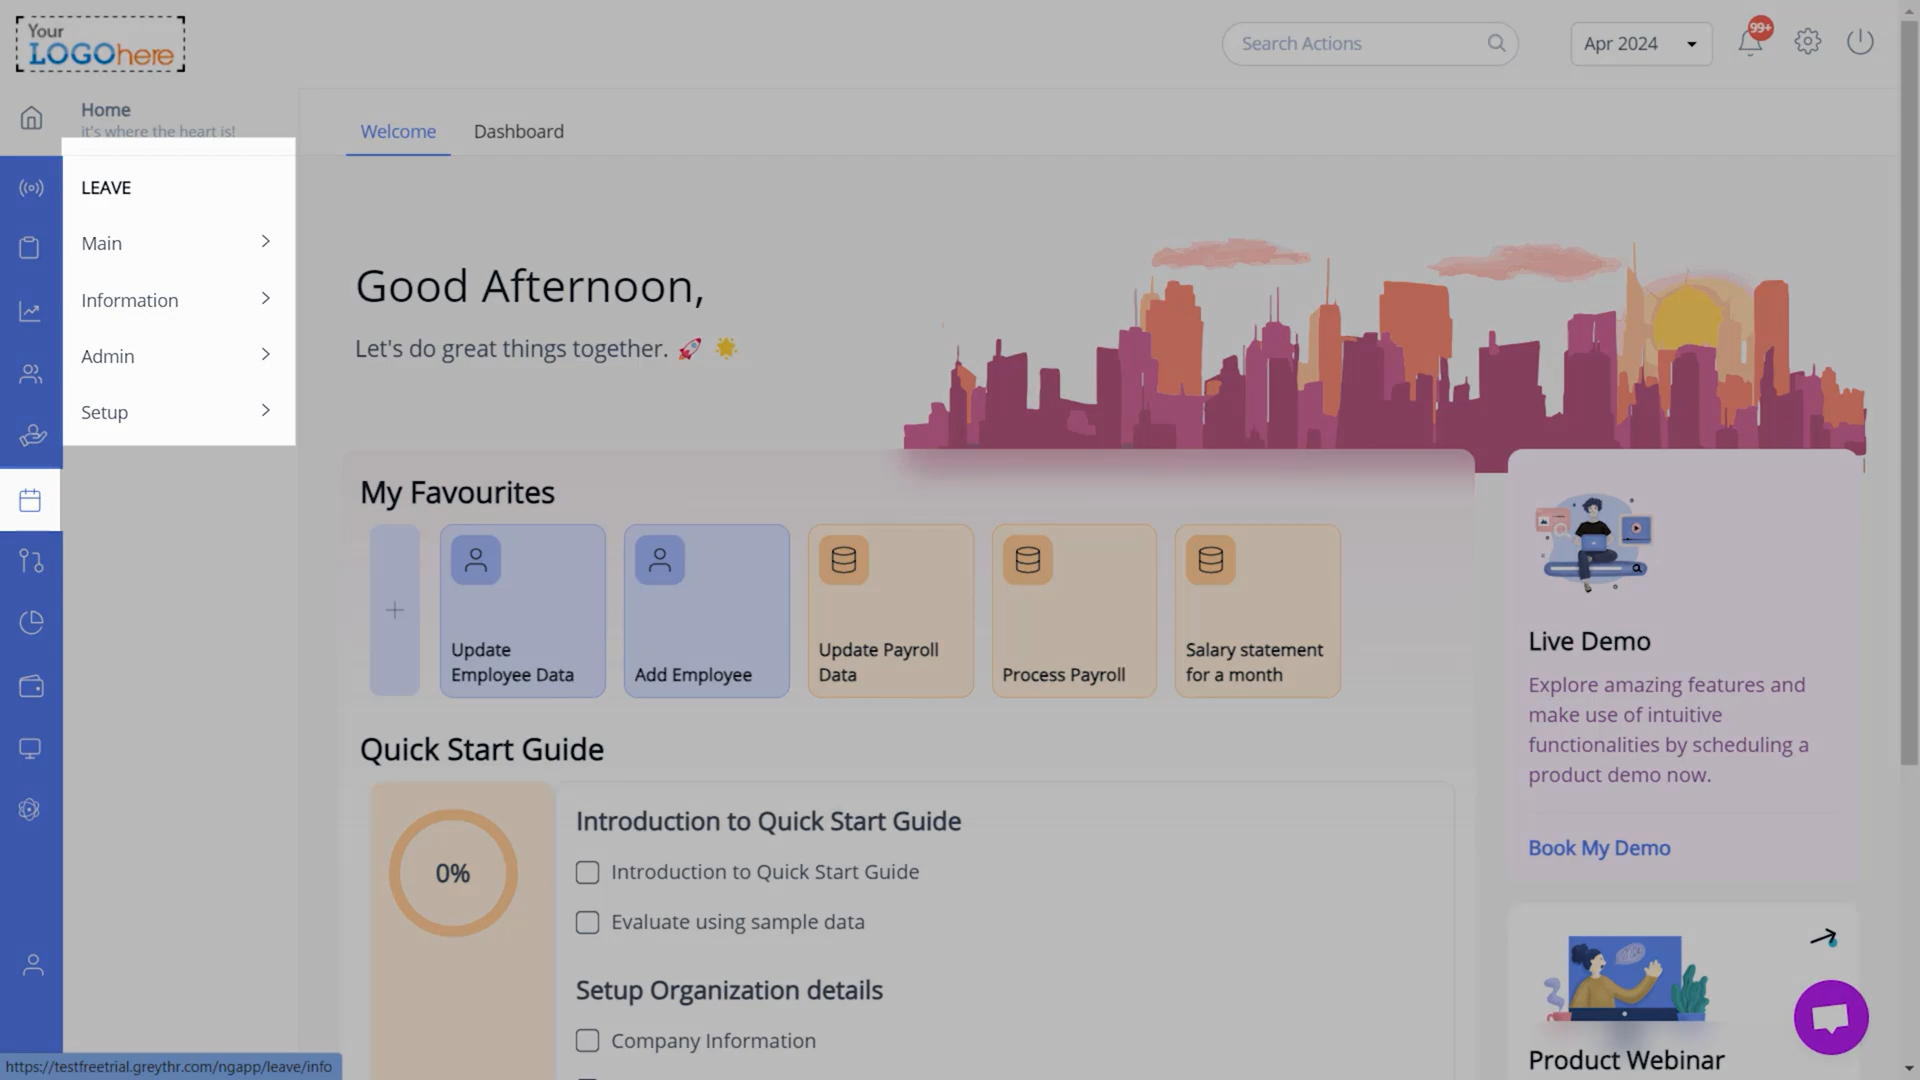 Your
LOGOhere
Search Actions
Apr 2024
99+
Home
it's where the heart is!
Welcome
Dashboard
LEAVE
Main
Information
Admin
Setup
Good Afternoon,
Let's do great things together. 🚀 🌟
My Favourites
Update
Employee Data
Add Employee
Update Payroll
Data
Process Payroll
Salary statement
for a month
Live Demo
Explore amazing features and
make use of intuitive
functionalities by scheduling a
product demo now.
Book My Demo
Quick Start Guide
0%
Introduction to Quick Start Guide
Introduction to Quick Start Guide
Evaluate using sample data
Setup Organization details
Company Information
Product Webinar
https://testfreetrial.greythr.com/ngapp/leave/info